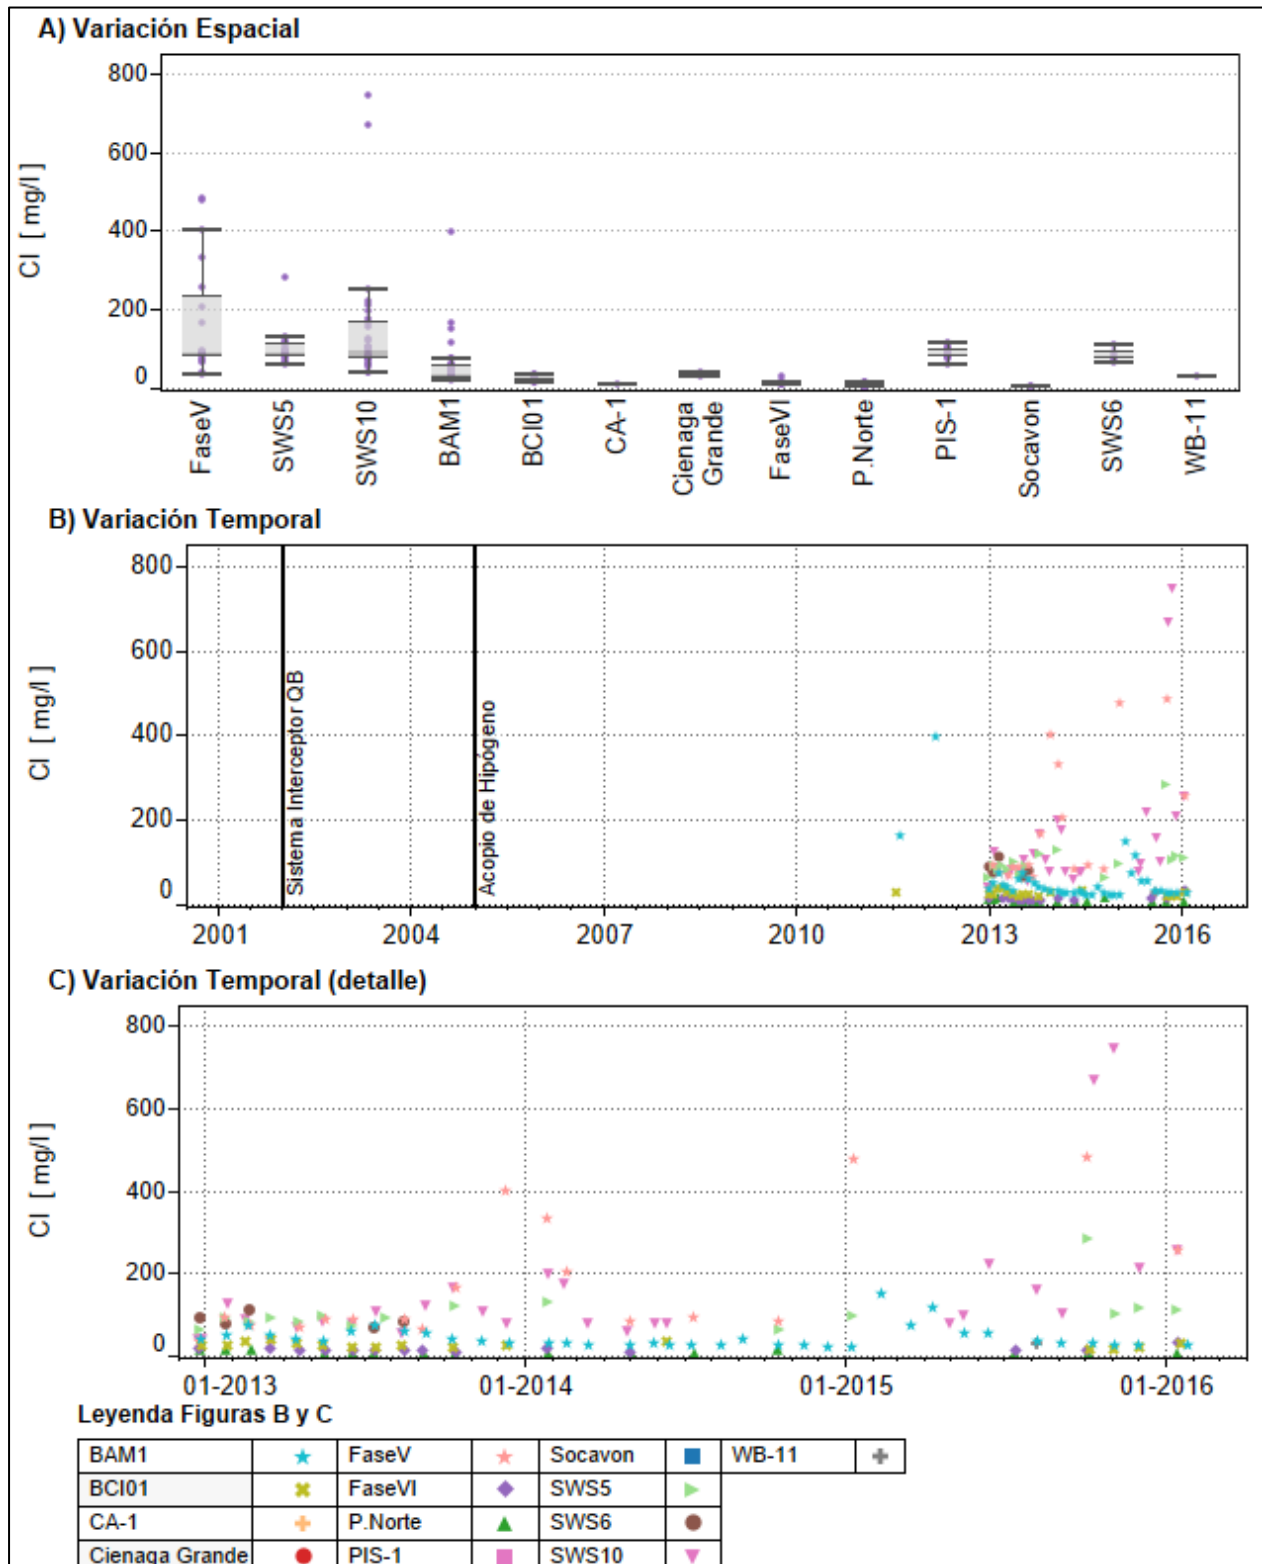 A) Variación Espacial
800
600
400
200
0
Cl [ mg/l ]
FaseV
SWS5
SWS10
BAM1
BCI01
CA-1
Cienaga
Grande
FaseVI
P.Norte
PIS-1
Socavon
SWS6
WB-11
B) Variación Temporal
800
600
400
200
0
Cl [ mg/l ]
Sistema Interceptor QB
Acopio de Hipógeno
2001 2004 2007 2010 2013 2016
C) Variación Temporal (detalle)
800
600
400
200
0
Cl [ mg/l ]
01-2013 01-2014 01-2015 01-2016
Leyenda Figuras B y C
BAM1 FaseV Socavon WB-11
BCI01 FaseVI SWS5
CA-1 P.Norte SWS6
Cienaga Grande PIS-1 SWS10